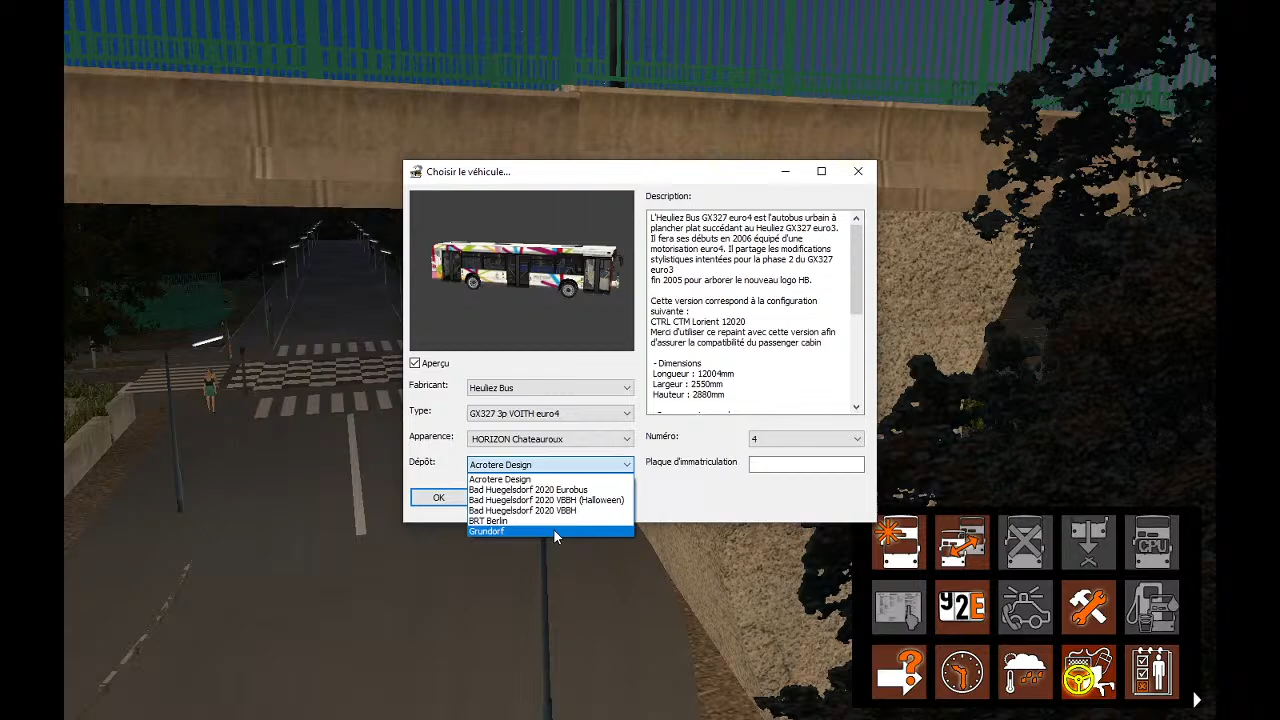 Choisir le véhicule...
Description:
L'Heuliez Bus GX327 euro4 est l'autobus urbain à
plancher plat succédant au Heuliez GX327 euro3.
Il fera ses débuts en 2006 équipé d'une
motorisation euro4. Il partage les modifications
stylistiques intentées pour la phase 2 du GX327
euro3
fin 2005 pour arborer le nouveau logo HB.
Cette version correspond à la configuration
suivante :
CTRL CTM Lorient 12020
Merci d'utiliser ce repaint avec cette version afin
d'assurer la compatibilité du passenger cabin
- Dimensions
Longueur : 12004mm
Largeur : 2550mm
Hauteur : 2880mm
Aperçu
Fabricant:
Heuliez Bus
Type:
GX327 3p VOITH euro4
Apparence:
HORIZON Chateauroux
Numéro:
4
Dépôt:
Acrotere Design
Plaque d'immatriculation
Acrotere Design
Bad Huegelsdorf 2020 Eurobus
Bad Huegelsdorf 2020 VBBH (Halloween)
Bad Huegelsdorf 2020 VBBH
BRT Berlin
Grundorf
OK
CPU
92E